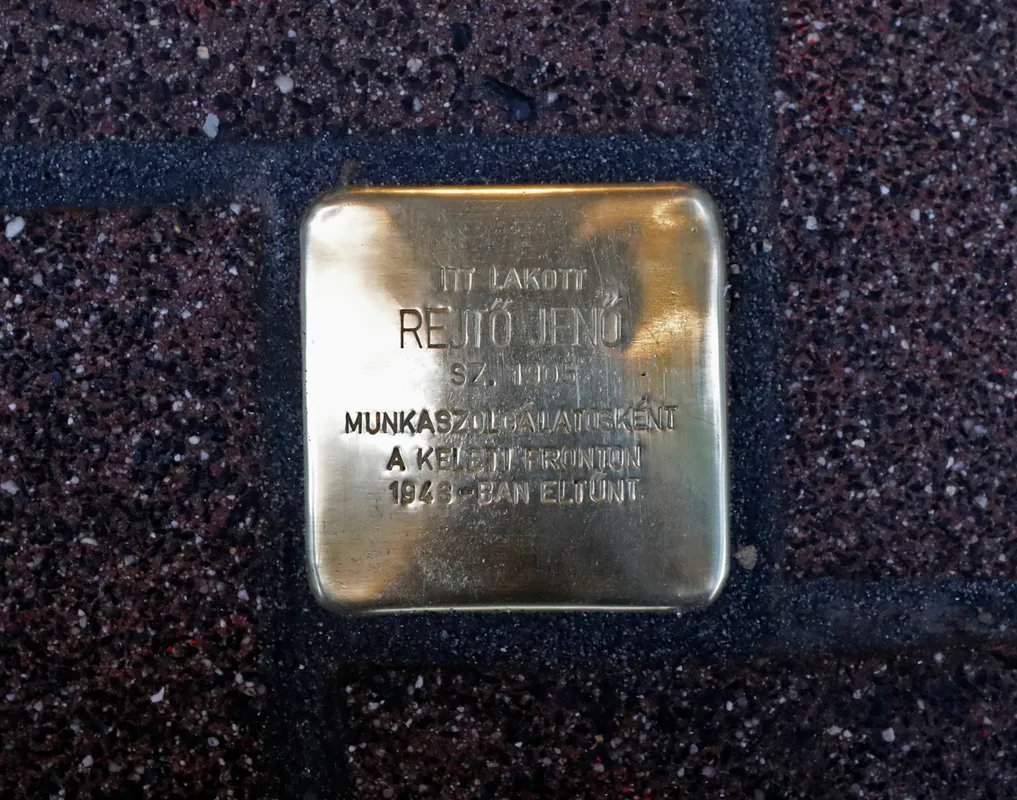 ITT LAKOTT
REJTŐ JENŐ
SZ. 1905
MUNKASZOLGÁLATOSKÉNT
A KELETI FRONTON
1943-BAN ELTŰNT